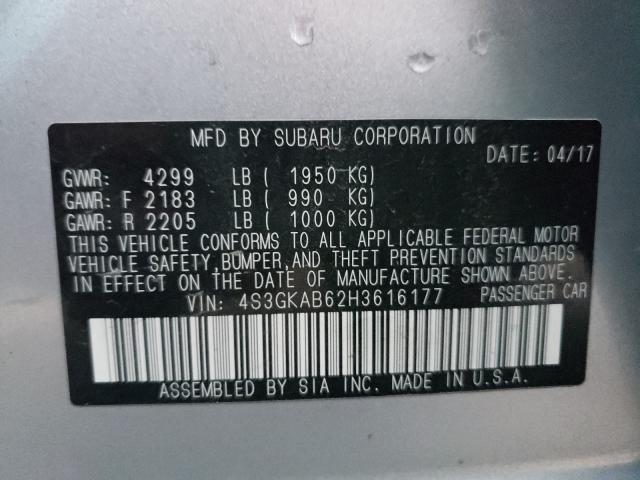 MFD BY SUBARU CORPORATION
DATE: 04/17
GVWR: 4299 LB ( 1950 KG)
GAWR: F 2183 LB ( 990 KG)
GAWR: R 2205 LB ( 1000 KG)
THIS VEHICLE CONFORMS TO ALL APPLICABLE FEDERAL MOTOR
VEHICLE SAFETY, BUMPER, AND THEFT PREVENTION STANDARDS
IN EFFECT ON THE DATE OF MANUFACTURE SHOWN ABOVE.
VIN: 4S3GKAB62H3616177 PASSENGER CAR
ASSEMBLED BY SIA INC. MADE IN U.S.A.